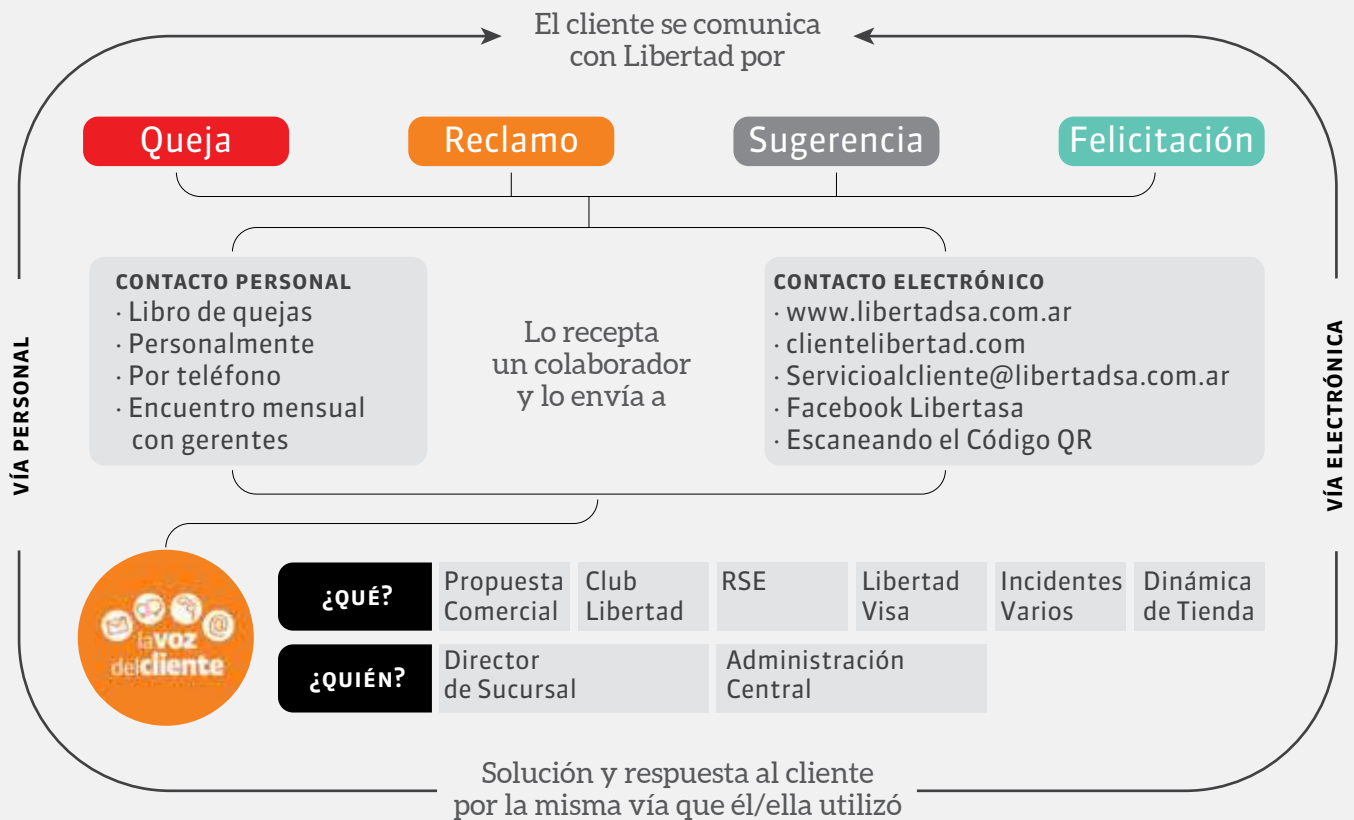 El cliente se comunica
con Libertad por
Queja
Reclamo
Sugerencia
Felicitación
VÍA PERSONAL
CONTACTO PERSONAL
· Libro de quejas
· Personalmente
· Por teléfono
· Encuentro mensual
con gerentes
Lo recepta
un colaborador
y lo envía a
CONTACTO ELECTRÓNICO
· www.libertadsa.com.ar
· clientelibertad.com
· Servicioalcliente@libertadsa.com.ar
· Facebook Libertasa
· Escaneando el Código QR
VÍA ELECTRÓNICA
la voz
del cliente
¿QUÉ?
Propuesta
Comercial
Club
Libertad
RSE
Libertad
Visa
Incidentes
Varios
Dinámica
de Tienda
¿QUIÉN?
Director
de Sucursal
Administración
Central
Solución y respuesta al cliente
por la misma vía que él/ella utilizó